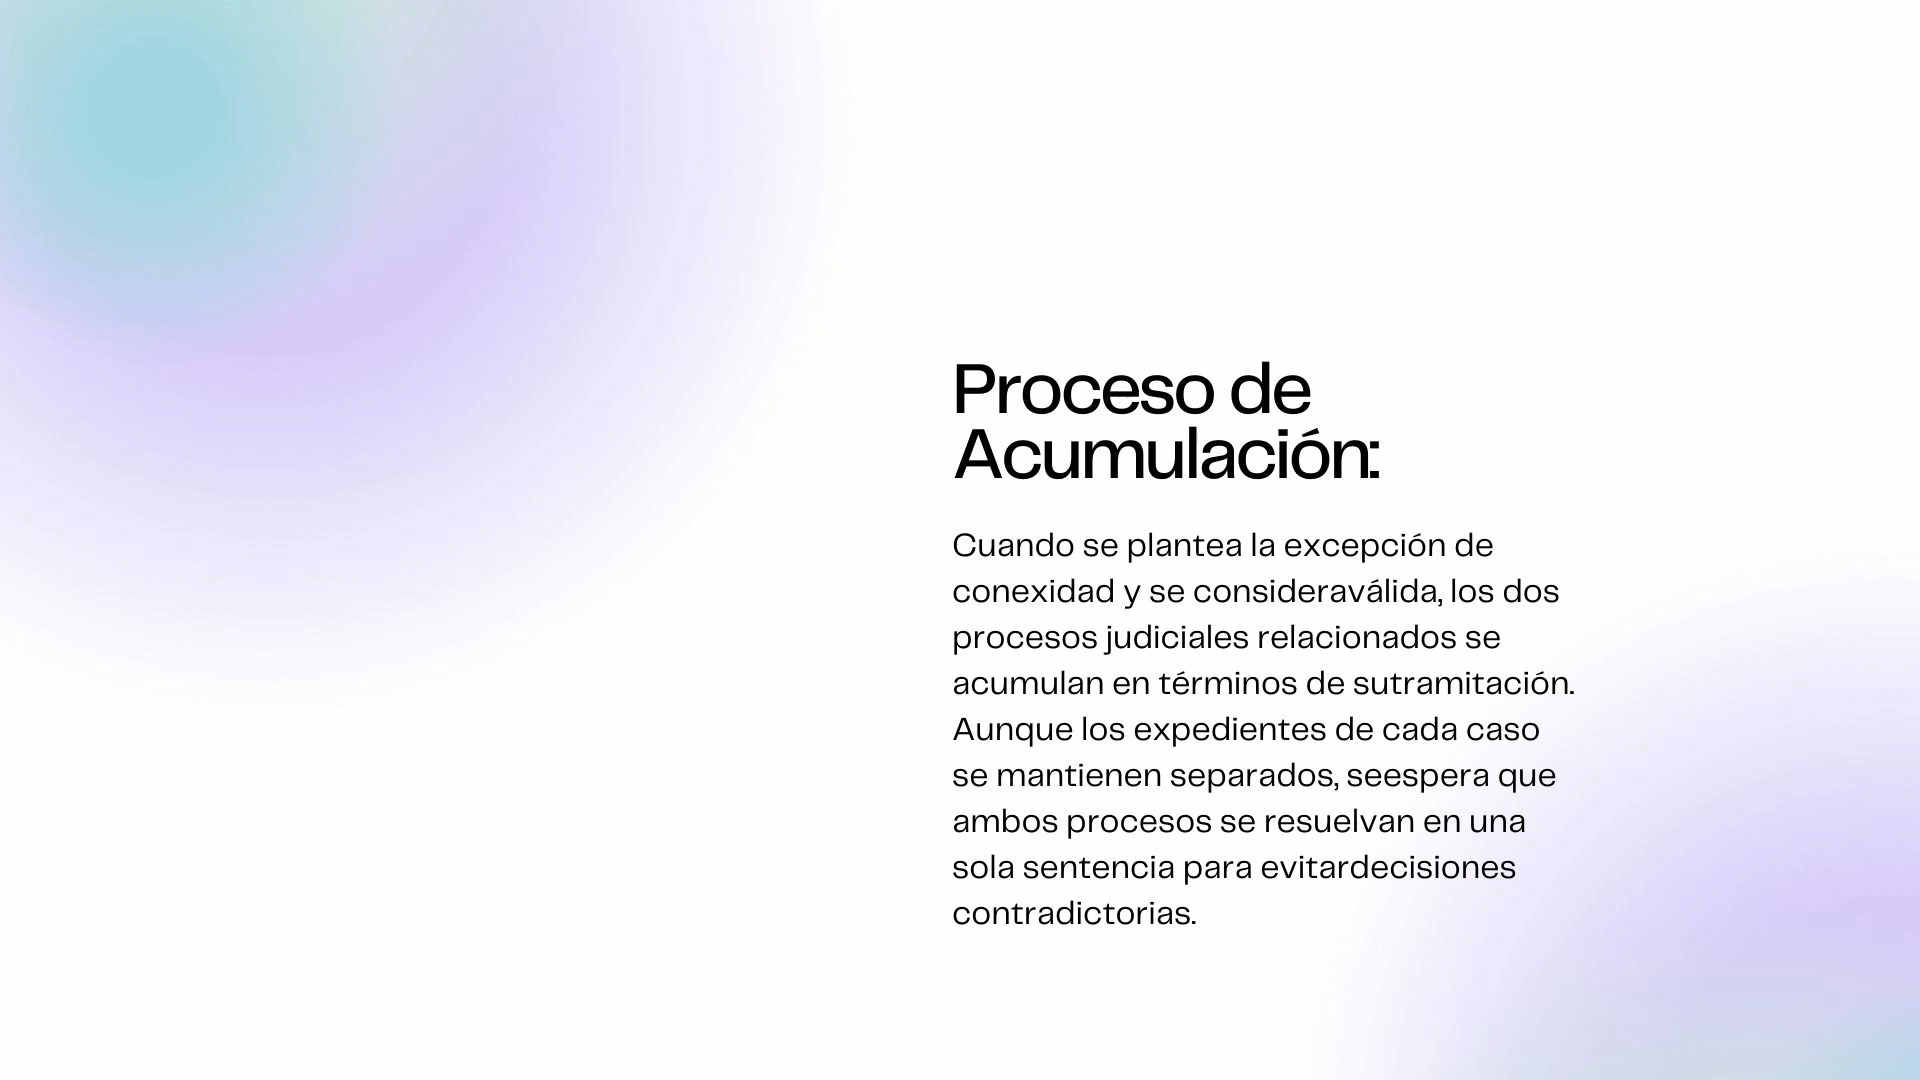 Proceso de
Acumulación:
Cuando se plantea la excepción de
conexidad y se consideraválida, los dos
procesos judiciales relacionados se
acumulan en términos de sutramitación.
Aunque los expedientes de cada caso
se mantienen separados, seespera que
ambos procesos se resuelvan en una
sola sentencia para evitardecisiones
contradictorias.